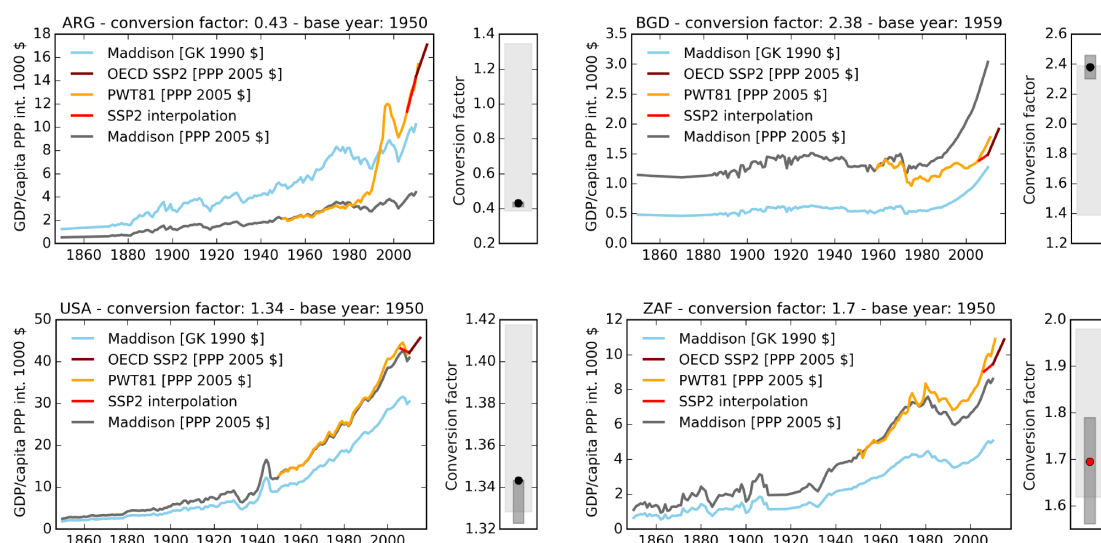 ARG - conversion factor: 0.43 - base year: 1950
GDP/capita PPP int. 1000 $
18
16
14
12
10
8
6
4
2
0
Maddison [GK 1990 $]
OECD SSP2 [PPP 2005 $]
PWT81 [PPP 2005 $]
SSP2 interpolation
Maddison [PPP 2005 $]
1860 1880 1900 1920 1940 1960 1980 2000
Conversion factor
1.4
1.2
1.0
0.8
0.6
0.4
0.2
BGD - conversion factor: 2.38 - base year: 1959
GDP/capita PPP int. 1000 $
3.5
3.0
2.5
2.0
1.5
1.0
0.5
0.0
Maddison [GK 1990 $]
OECD SSP2 [PPP 2005 $]
PWT81 [PPP 2005 $]
SSP2 interpolation
Maddison [PPP 2005 $]
1860 1880 1900 1920 1940 1960 1980 2000
Conversion factor
2.6
2.4
2.2
2.0
1.8
1.6
1.4
1.2
USA - conversion factor: 1.34 - base year: 1950
GDP/capita PPP int. 1000 $
50
40
30
20
10
0
Maddison [GK 1990 $]
OECD SSP2 [PPP 2005 $]
PWT81 [PPP 2005 $]
SSP2 interpolation
Maddison [PPP 2005 $]
1860 1880 1900 1920 1940 1960 1980 2000
Conversion factor
1.42
1.40
1.38
1.36
1.34
1.32
ZAF - conversion factor: 1.7 - base year: 1950
GDP/capita PPP int. 1000 $
12
10
8
6
4
2
0
Maddison [GK 1990 $]
OECD SSP2 [PPP 2005 $]
PWT81 [PPP 2005 $]
SSP2 interpolation
Maddison [PPP 2005 $]
1860 1880 1900 1920 1940 1960 1980 2000
Conversion factor
2.0
1.9
1.8
1.7
1.6